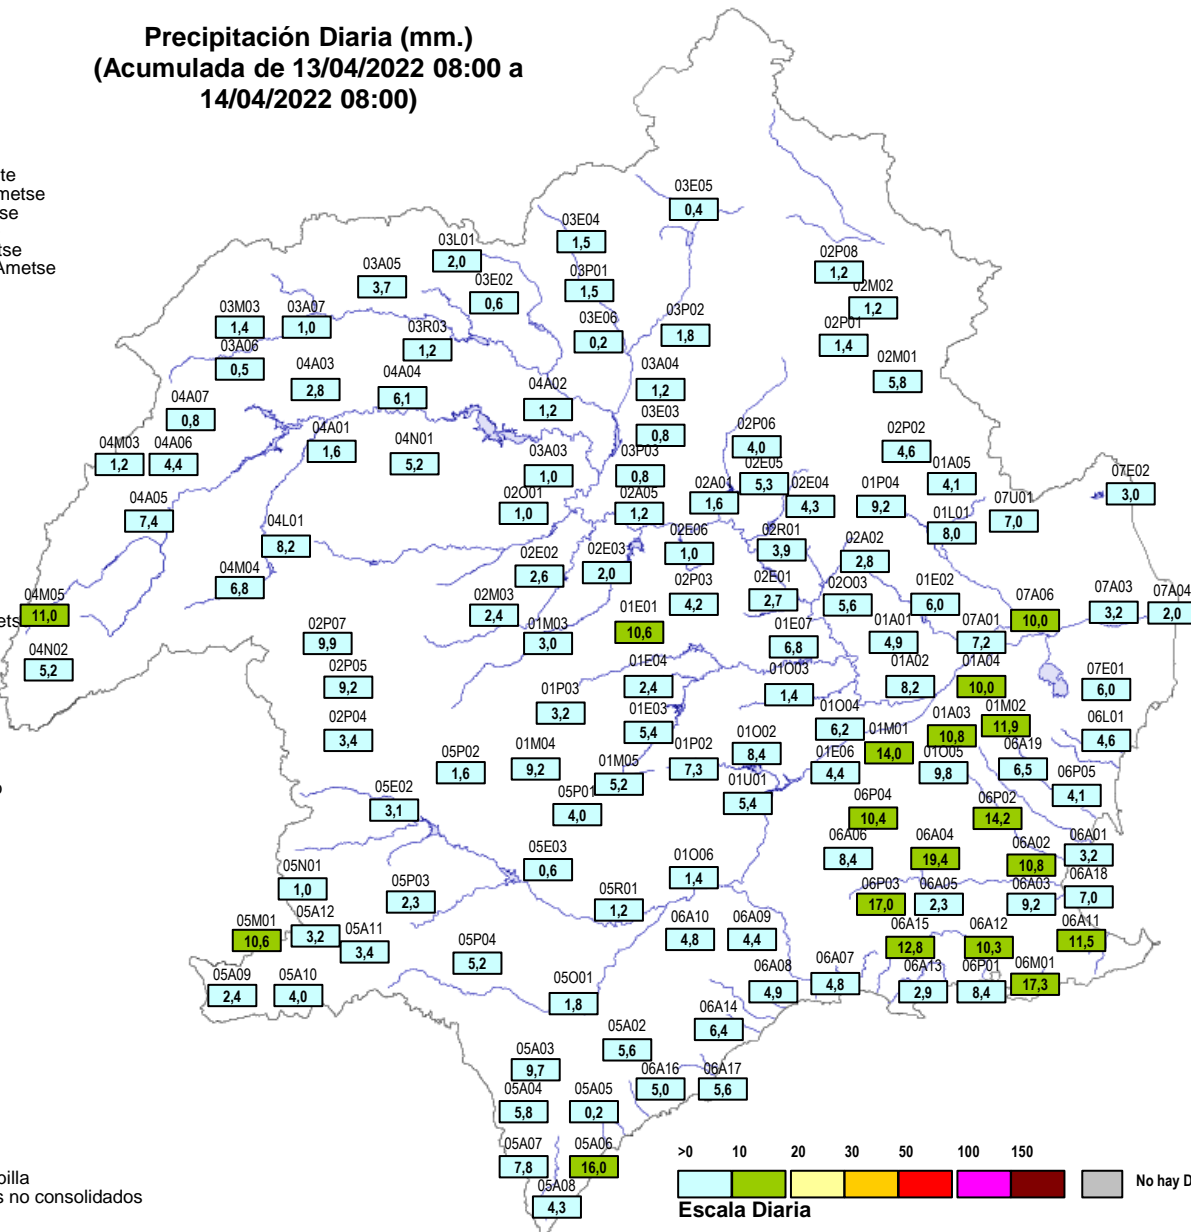 Precipitación Diaria (mm.)
(Acumulada de 13/04/2022 08:00 a
14/04/2022 08:00)
te
metse
se
tse
Ametse
03E05
0,4
03E04
1,5
03L01
2,0
03A05
3,7
03E02
0,6
03P01
1,5
02P08
1,2
02M02
1,2
03M03
1,4
03A07
1,0
03R03
1,2
03E06
0,2
03P02
1,8
02P01
1,4
03A06
0,5
04A03
2,8
04A04
6,1
04A02
1,2
03A04
1,2
02M01
5,8
04A07
0,8
03E03
0,8
04M03
1,2
04A06
4,4
04A01
1,6
04N01
5,2
03A03
1,0
03P03
0,8
02P06
4,0
02E05
5,3
02P02
4,6
01A05
4,1
07E02
3,0
04A05
7,4
02O01
1,0
02A05
1,2
02A01
1,6
02E04
4,3
01P04
9,2
01L01
8,0
07U01
7,0
04L01
8,2
02E02
2,6
02E03
2,0
02E06
1,0
02R01
3,9
02A02
2,8
04M04
6,8
04M05
11,0
ets
02M03
2,4
01M03
3,0
01E01
10,6
02P03
4,2
02E01
2,7
02O03
5,6
01E02
6,0
07A06
10,0
07A03
3,2
07A04
2,0
04N02
5,2
02P07
9,9
01E07
6,8
01A01
4,9
07A01
7,2
02P05
9,2
01E04
2,4
01O03
1,4
01A02
8,2
01A04
10,0
07E01
6,0
01P03
3,2
01E03
5,4
01O04
6,2
01A03
10,8
01M02
11,9
06L01
4,6
02P04
3,4
05P02
1,6
01M04
9,2
01M05
5,2
01P02
7,3
01O02
8,4
01E06
4,4
01M01
14,0
01O05
9,8
06A19
6,5
06P05
4,1
05E02
3,1
05P01
4,0
01U01
5,4
06P04
10,4
06P02
14,2
05E03
0,6
01O06
1,4
06A06
8,4
06A04
19,4
06A02
10,8
06A01
3,2
05N01
1,0
05P03
2,3
05R01
1,2
06P03
17,0
06A05
2,3
06A03
9,2
06A18
7,0
05M01
10,6
05A12
3,2
05A11
3,4
05P04
5,2
06A10
4,8
06A09
4,4
06A15
12,8
06A12
10,3
06A11
11,5
05A09
2,4
05A10
4,0
05O01
1,8
06A08
4,9
06A07
4,8
06A13
2,9
06P01
8,4
06M01
17,3
06A14
6,4
05A02
5,6
05A03
9,7
06A16
5,0
06A17
5,6
05A04
5,8
05A05
0,2
05A07
7,8
05A06
16,0
05A08
4,3
>0 10 20 30 50 100 150
No hay D
Escala Diaria
s no consolidados